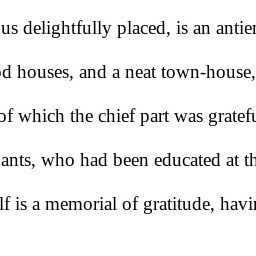 us delightfully placed, is an antien
od houses, and a neat town-house,
of which the chief part was gratefu
ants, who had been educated at th
lf is a memorial of gratitude, havin